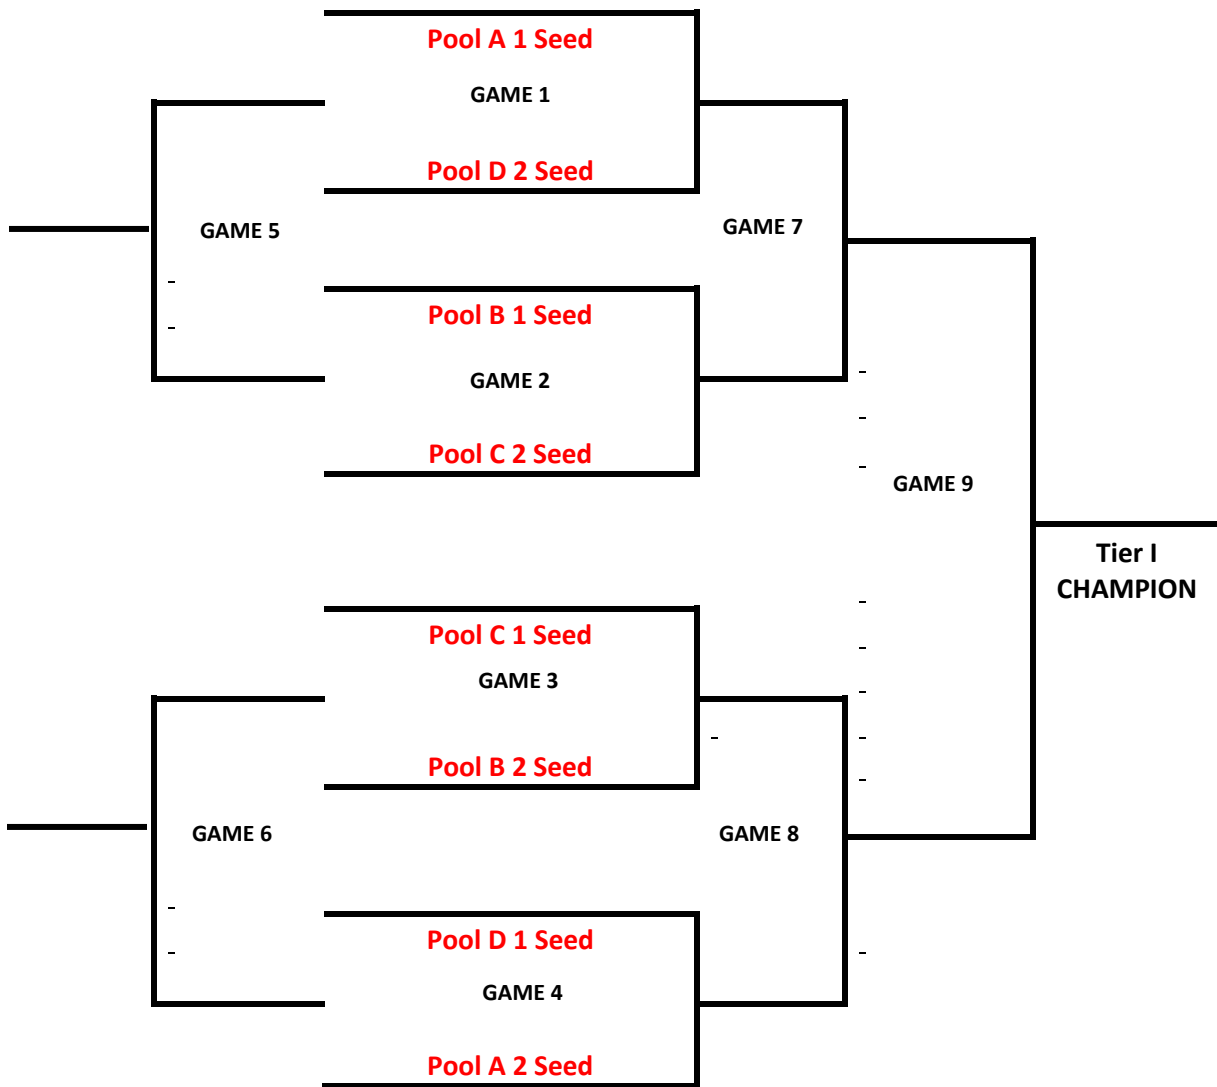 Pool A 1 Seed
GAME 1
Pool D 2 Seed
GAME 5
GAME 7
Pool B 1 Seed
GAME 2
Pool C 2 Seed
GAME 9
Tier I
CHAMPION
Pool C 1 Seed
GAME 3
Pool B 2 Seed
GAME 6
GAME 8
Pool D 1 Seed
GAME 4
Pool A 2 Seed